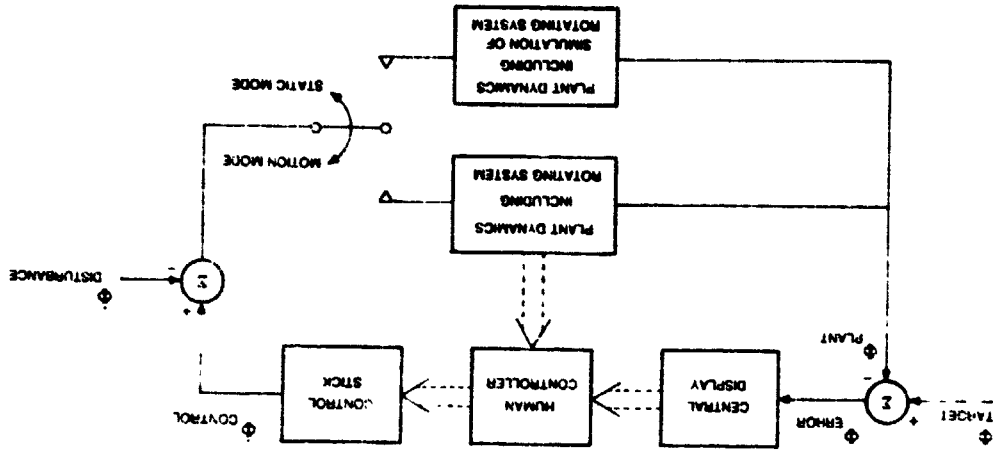 Φ
TARGET
+
Σ
-
Φ
ERROR
CENTRAL
DISPLAY
HUMAN
CONTROLLER
CONTROL
STICK
Φ̇
CONTROL
+
Σ
-
Φ̇
DISTURBANCE
Φ
PLANT
PLANT DYNAMICS
INCLUDING
ROTATING SYSTEM
MOTION MODE
STATIC MODE
PLANT DYNAMICS
INCLUDING
SIMULATION OF
ROTATING SYSTEM